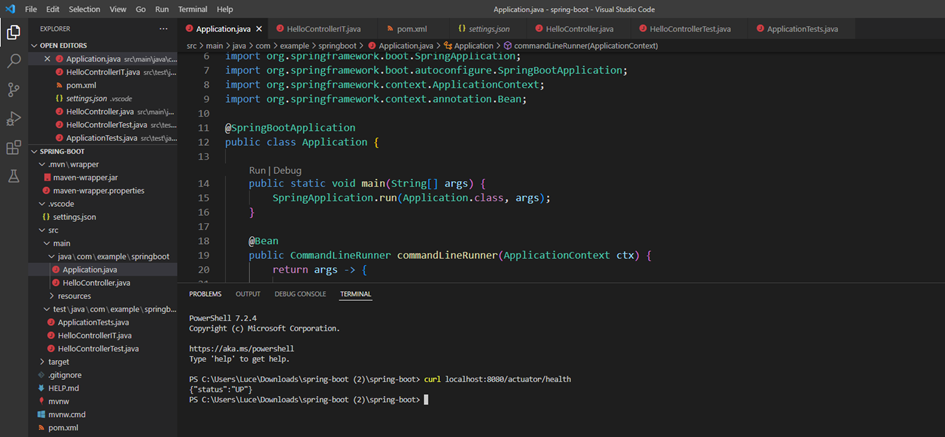 File Edit Selection View Go Run Terminal Help
Application.java - spring-boot - Visual Studio Code
EXPLORER ...
OPEN EDITORS
Application.java src\main\java\c...
HelloControllerIT.java src\test\j...
pom.xml
{} settings.json .vscode
HelloController.java src\main\j...
HelloControllerTest.java src\tes...
ApplicationTests.java src\test\ja...
SPRING-BOOT
.mvn \ wrapper
maven-wrapper.jar
maven-wrapper.properties
.vscode
{} settings.json
src
main
java \ com \ example \ springboot
Application.java
HelloController.java
resources
test \ java \ com \ example \ springb...
ApplicationTests.java
HelloControllerIT.java
HelloControllerTest.java
target
.gitignore
HELP.md
mvnw
mvnw.cmd
pom.xml
Application.java HelloControllerIT.java pom.xml {} settings.json HelloController.java HelloControllerTest.java ApplicationTests.java
src > main > java > com > example > springboot > Application.java > Application > commandLineRunner(ApplicationContext)
6 import org.springframework.boot.SpringApplication;
7 import org.springframework.boot.autoconfigure.SpringBootApplication;
8 import org.springframework.context.ApplicationContext;
9 import org.springframework.context.annotation.Bean;
10
11 @SpringBootApplication
12 public class Application {
13
Run | Debug
14 public static void main(String[] args) {
15 SpringApplication.run(Application.class, args);
16 }
17
18 @Bean
19 public CommandLineRunner commandLineRunner(ApplicationContext ctx) {
20 return args -> {
PROBLEMS OUTPUT DEBUG CONSOLE TERMINAL
PowerShell 7.2.4
Copyright (c) Microsoft Corporation.
https://aka.ms/powershell
Type 'help' to get help.
PS C:\Users\Luce\Downloads\spring-boot (2)\spring-boot> curl localhost:8080/actuator/health
{"status":"UP"}
PS C:\Users\Luce\Downloads\spring-boot (2)\spring-boot>